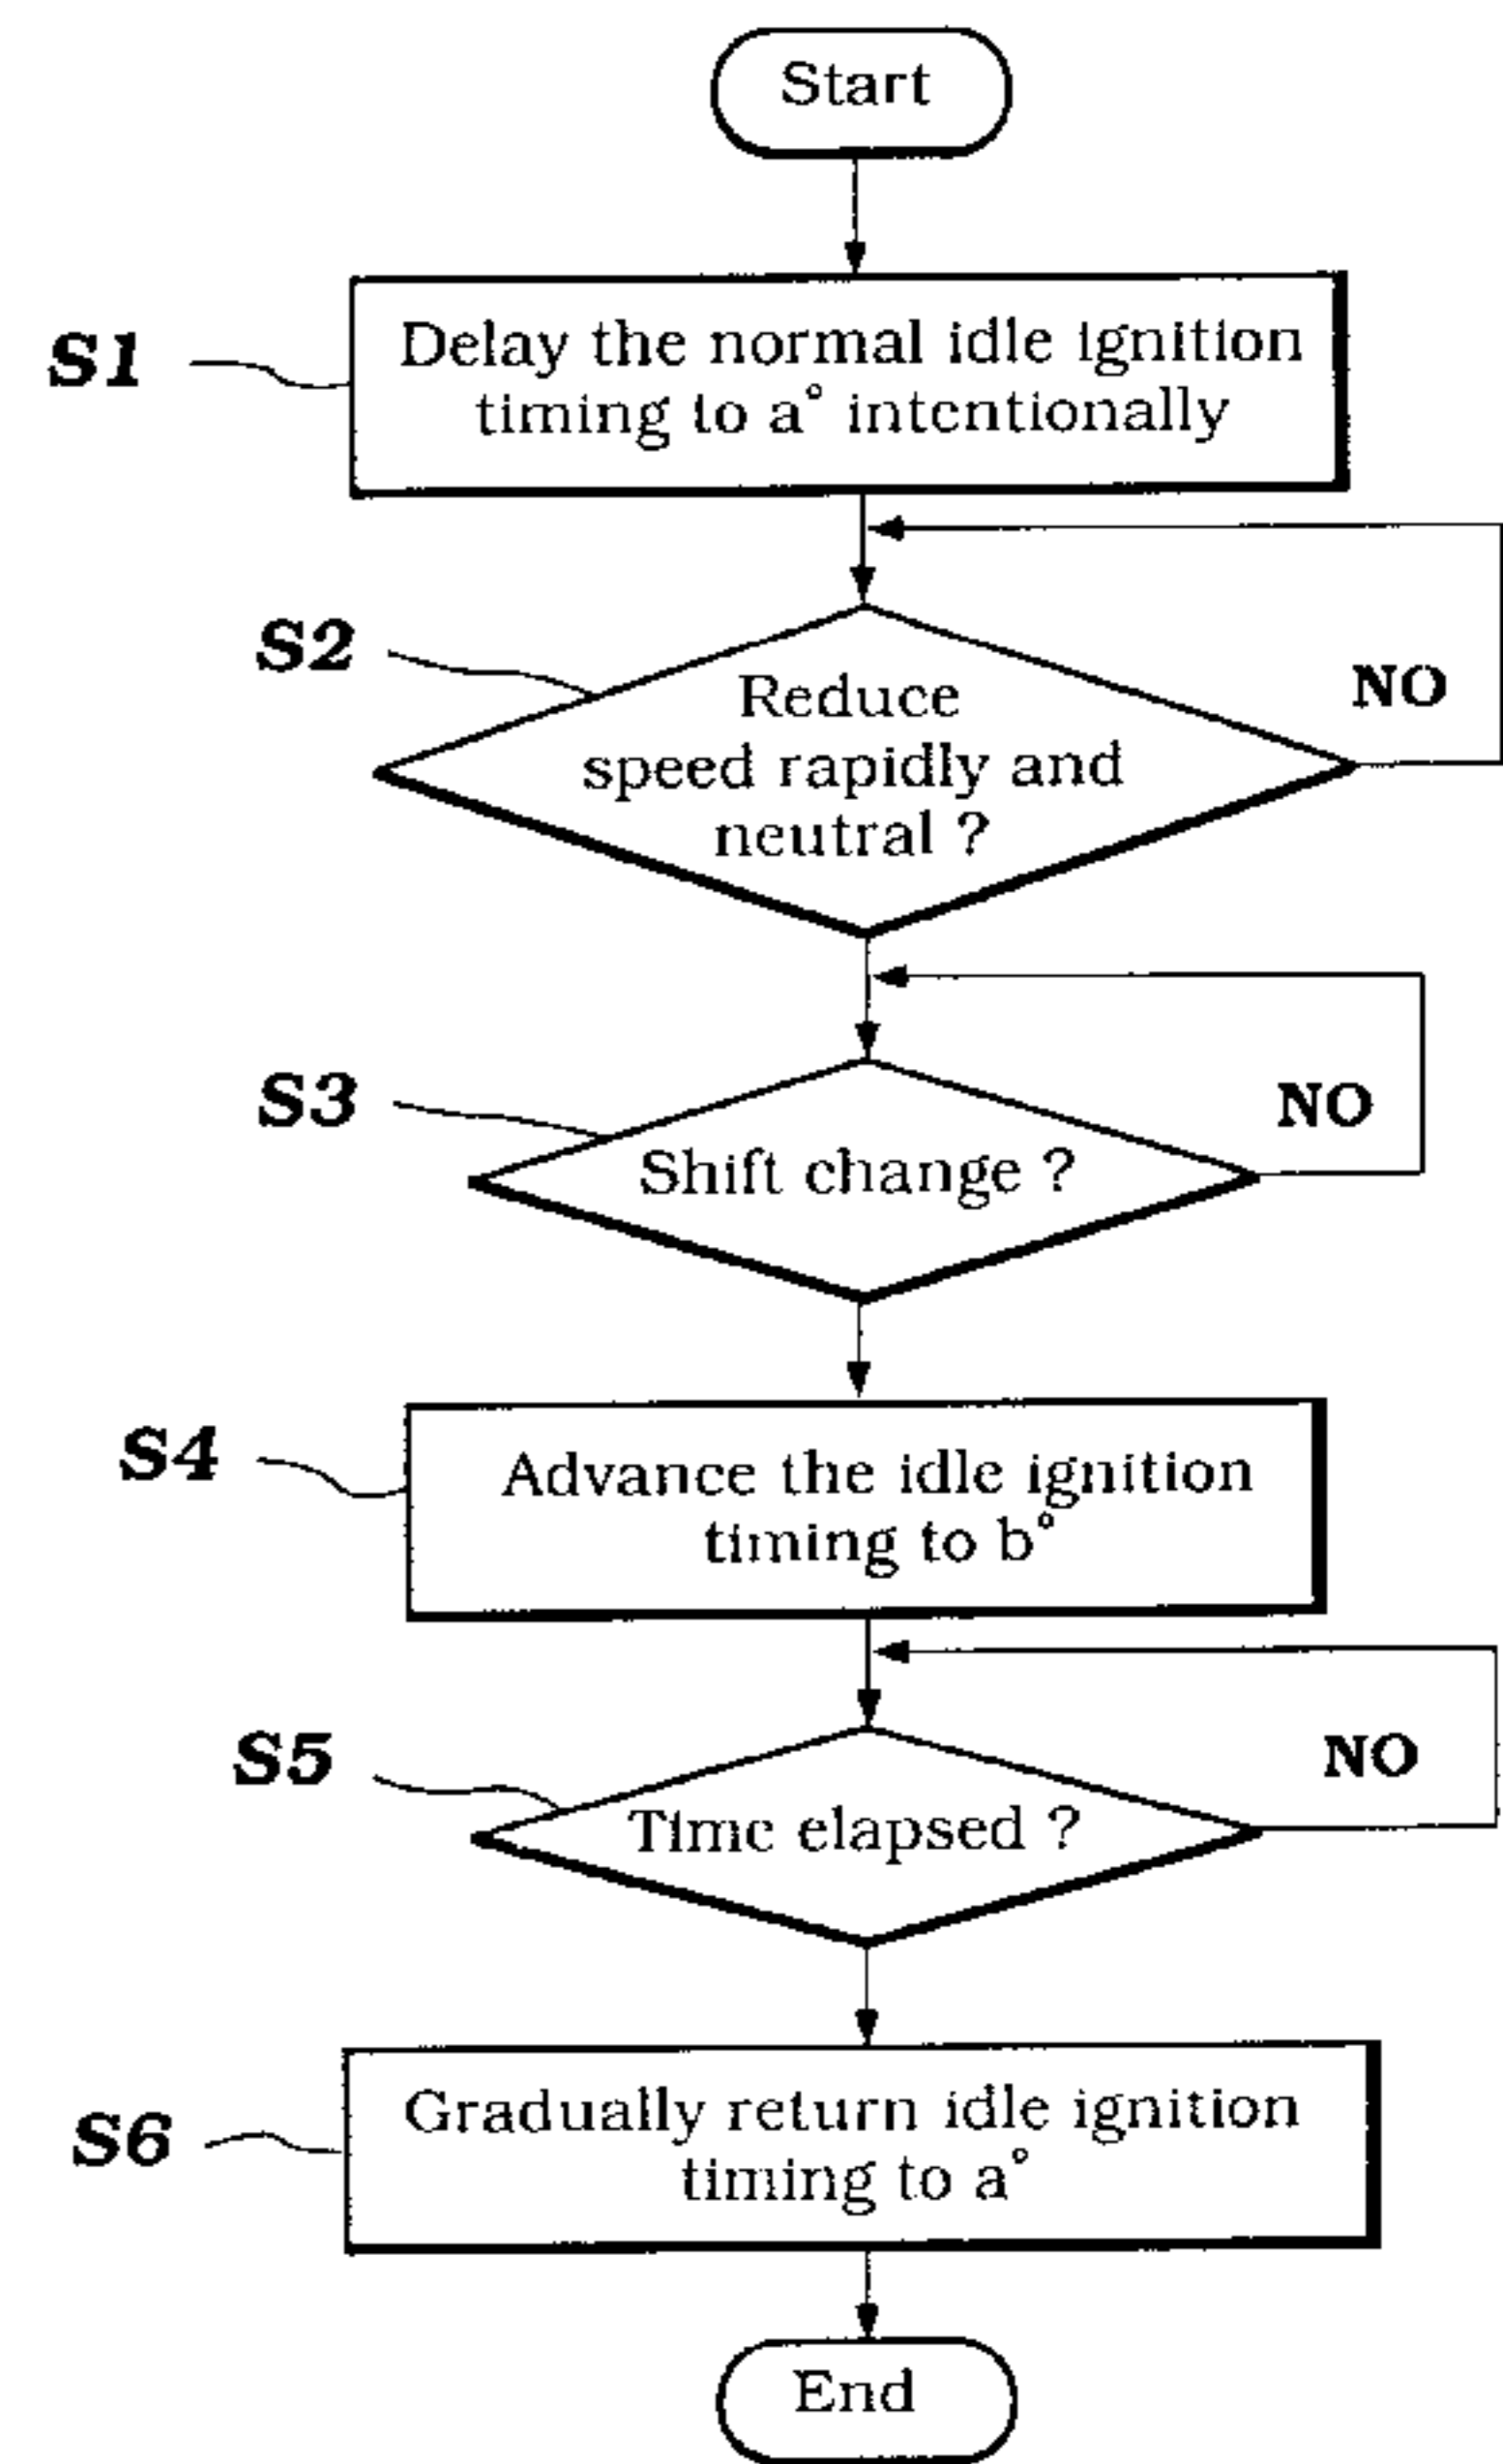 Start
S1
Delay the normal idle ignition
timing to a° intentionally
S2
Reduce
speed rapidly and
neutral ?
NO
S3
Shift change ?
NO
S4
Advance the idle ignition
timing to b°
S5
Time elapsed ?
NO
S6
Gradually return idle ignition
timing to a°
End